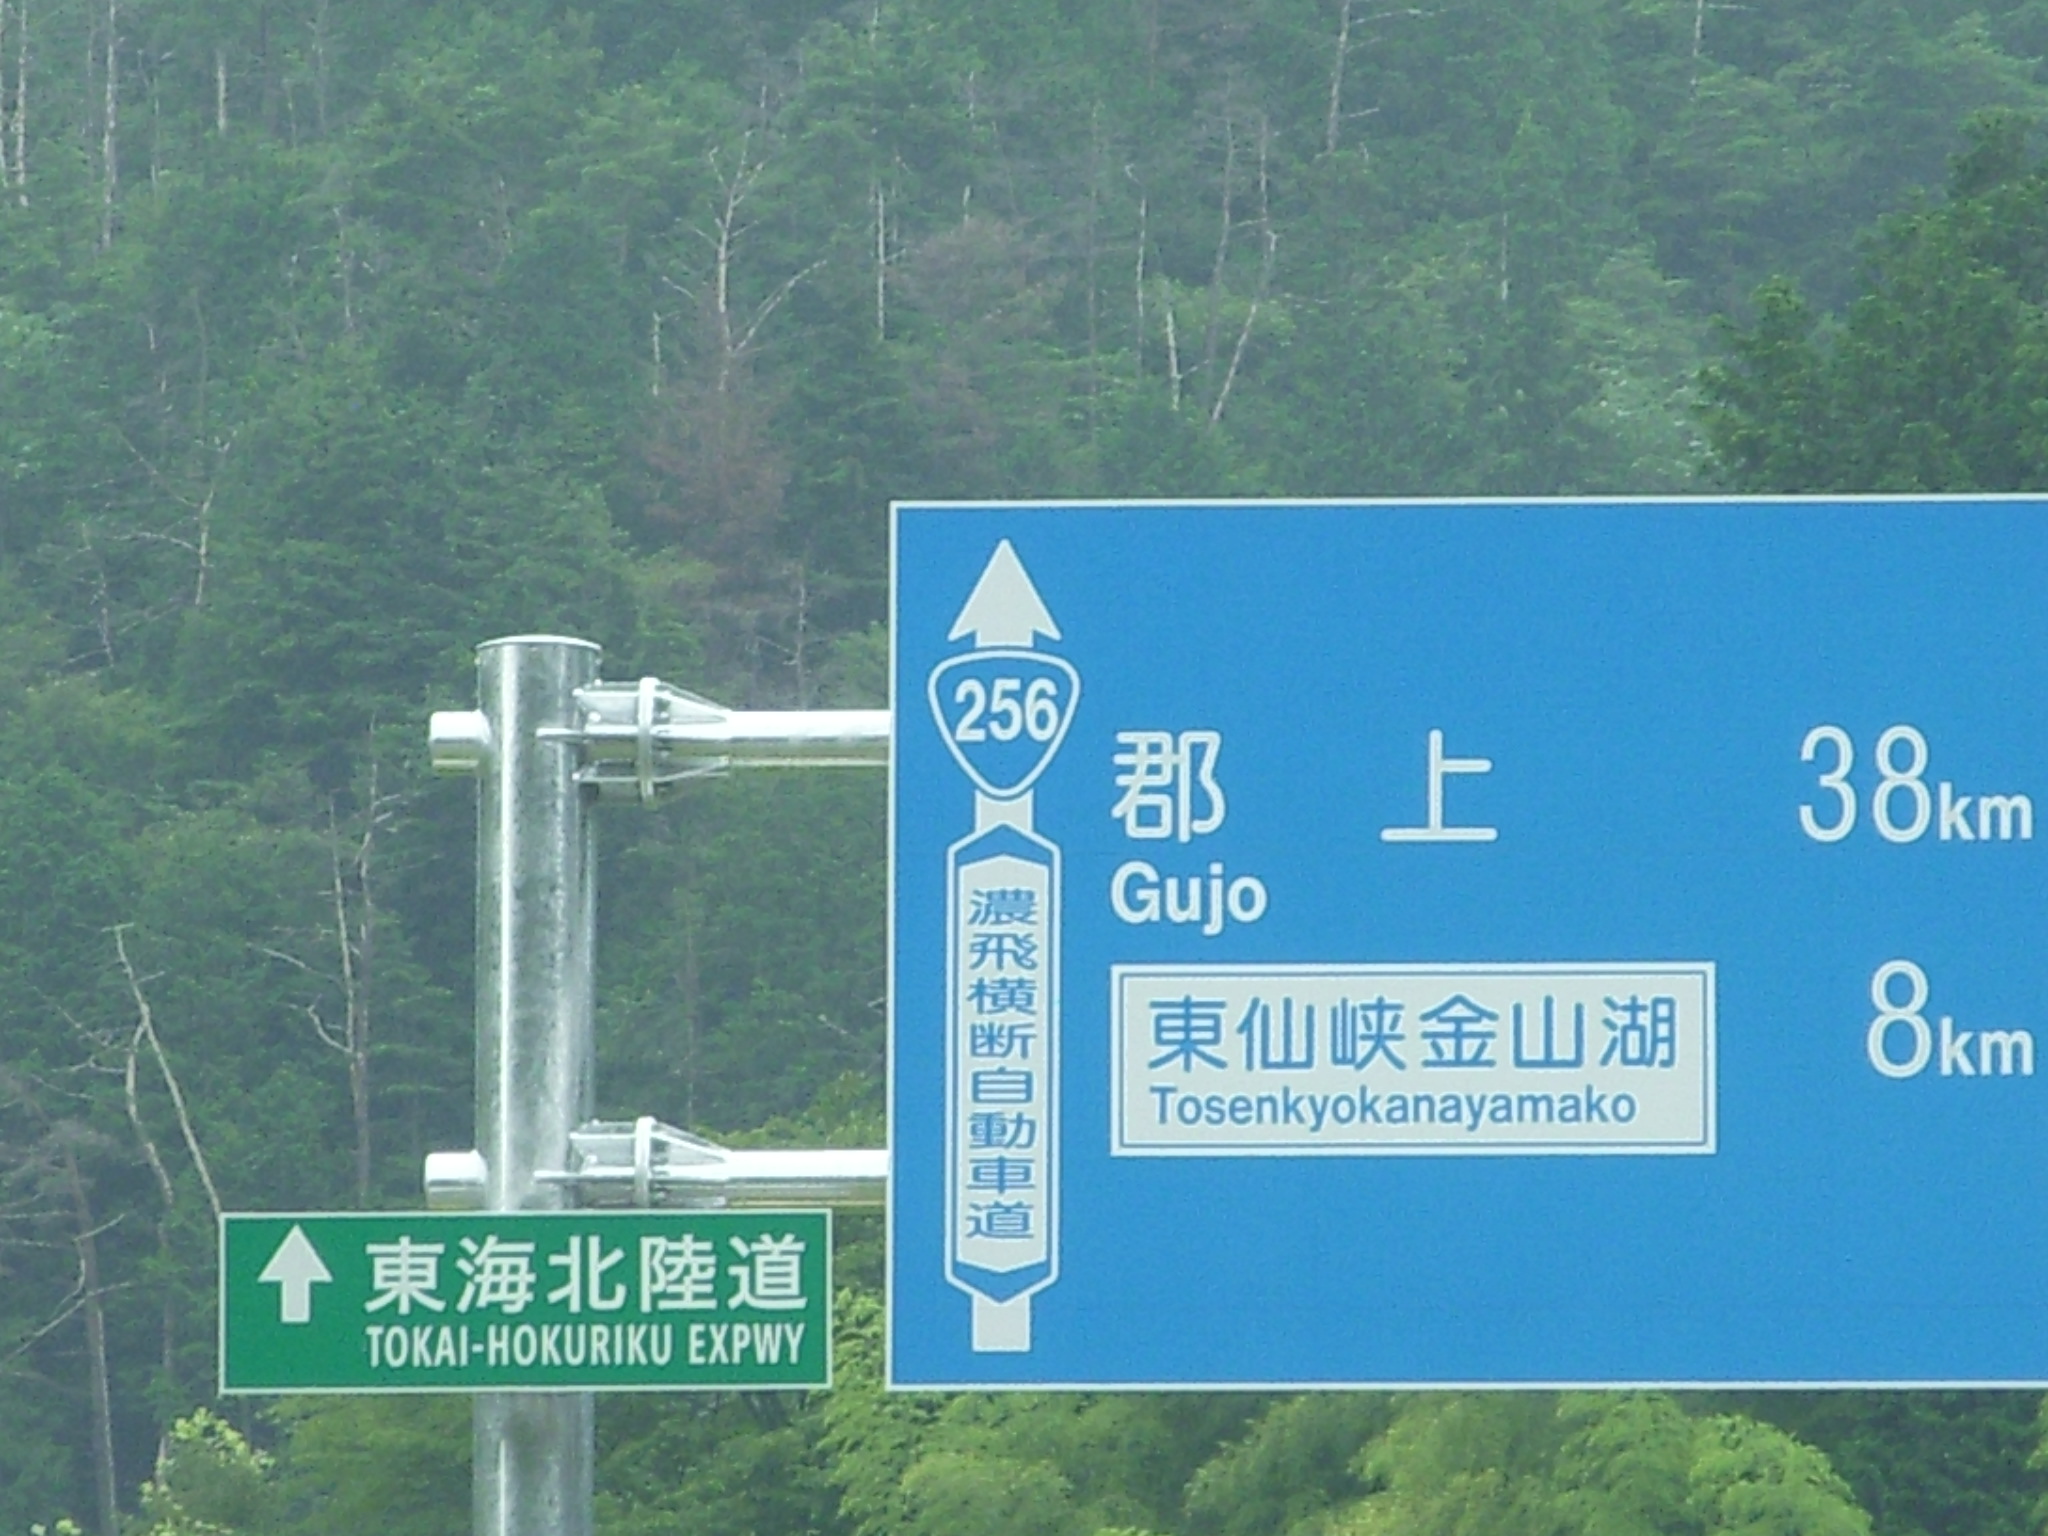 256
郡上 38km
Gujo
東仙峡金山湖 8km
Tosenkyokanayamako
濃飛横断自動車道
東海北陸道
TOKAI-HOKURIKU EXPWY